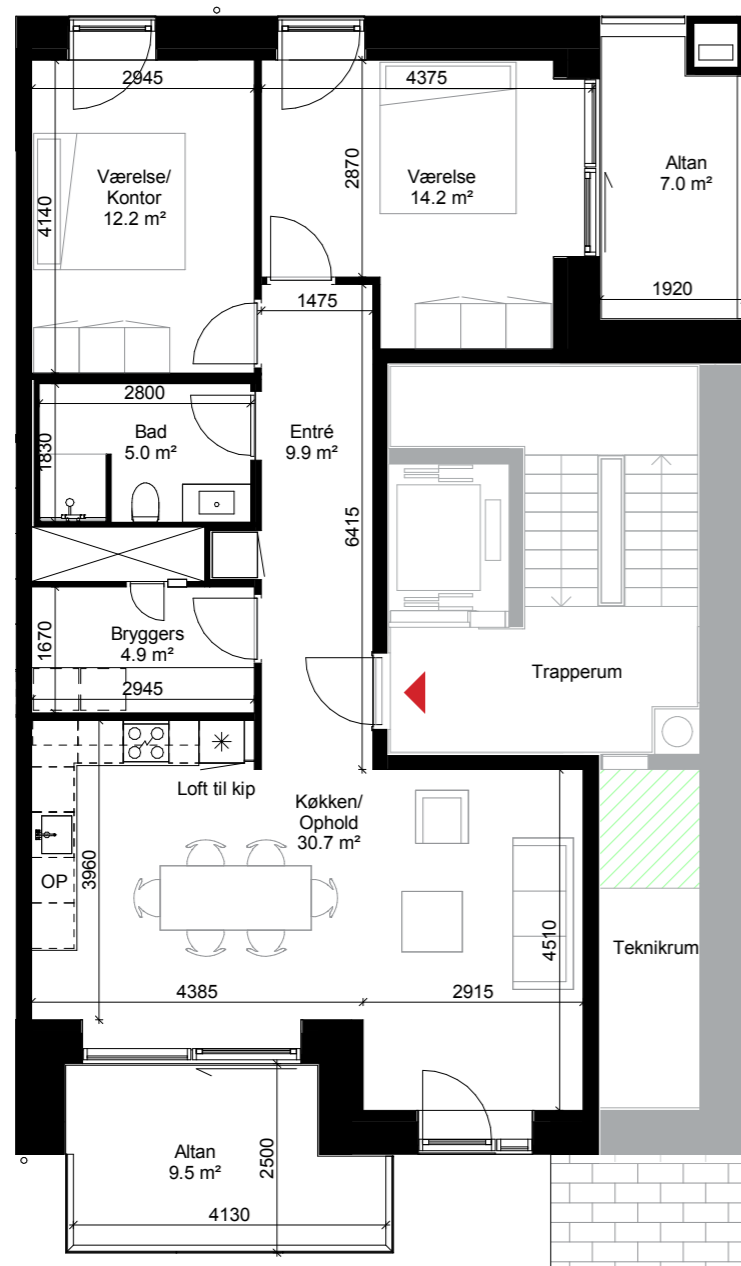 2945
4375
Værelse/
Kontor
12.2 m²
4140
2870
Værelse
14.2 m²
Altan
7.0 m²
1920
1475
2800
Bad
5.0 m²
1830
Entré
9.9 m²
6415
Bryggers
4.9 m²
1670
2945
Trapperum
Loft til kip
Køkken/
Ophold
30.7 m²
3960
OP
4510
Teknikrum
4385
2915
Altan
9.5 m²
2500
4130